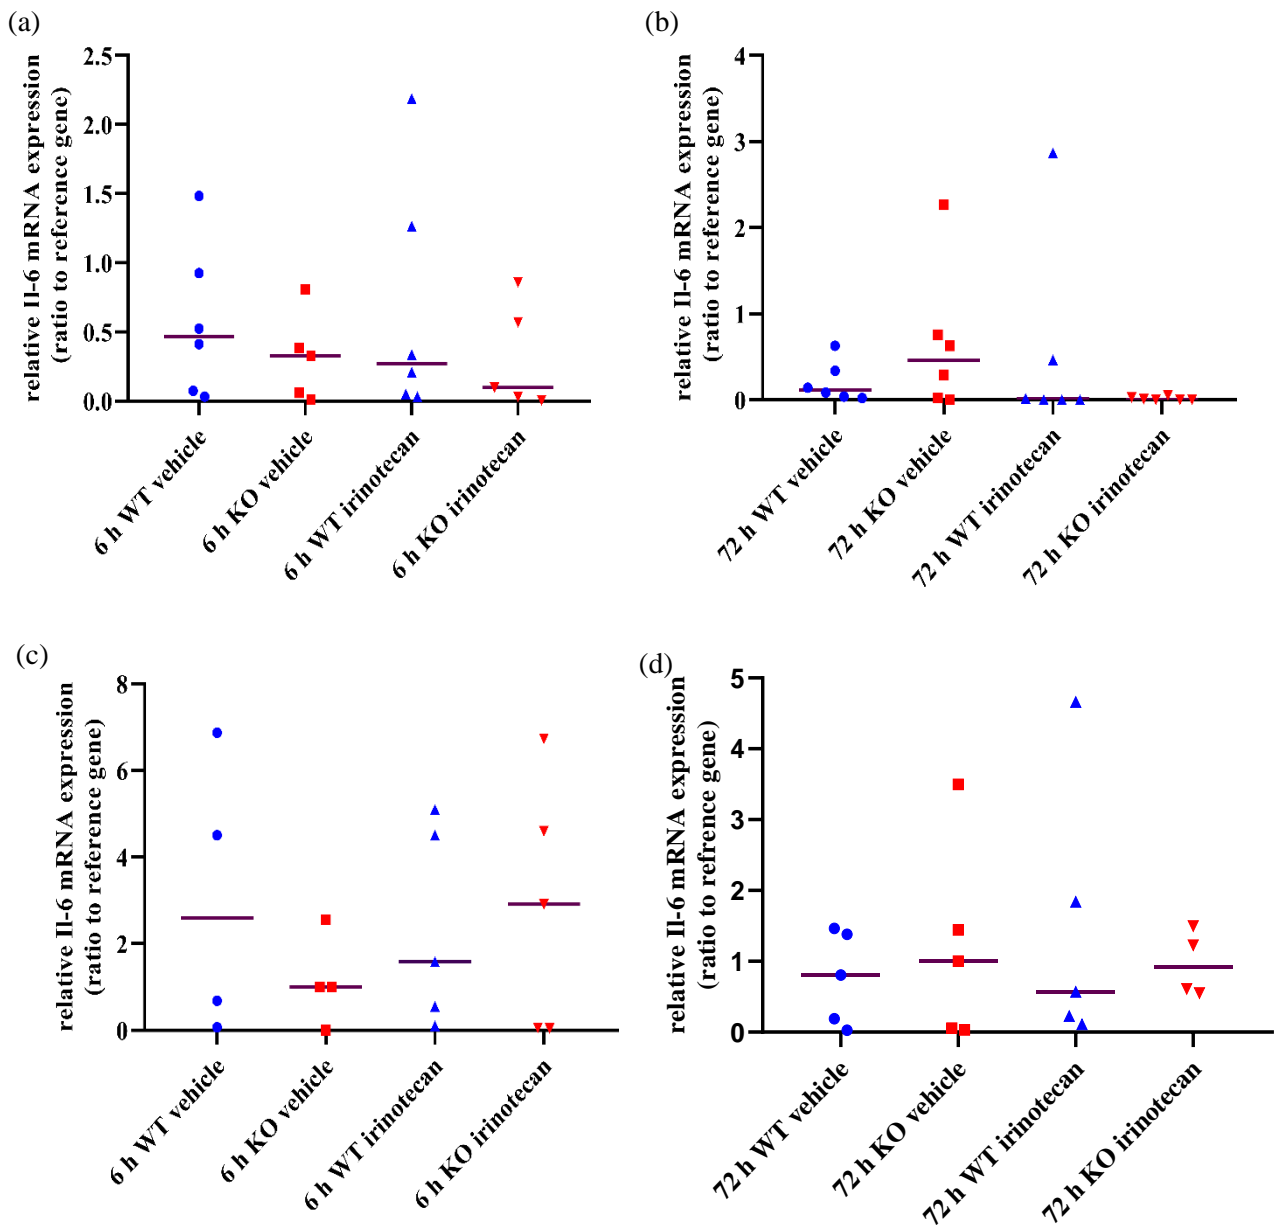 (a)
relative Il-6 mRNA expression
(ratio to reference gene)
2.5
2.0
1.5
1.0
0.5
0.0
6 h WT vehicle
6 h KO vehicle
6 h WT irinotecan
6 h KO irinotecan
(b)
relative Il-6 mRNA expression
(ratio to reference gene)
4
3
2
1
0
72 h WT vehicle
72 h KO vehicle
72 h WT irinotecan
72 h KO irinotecan
(c)
relative Il-6 mRNA expression
(ratio to reference gene)
8
6
4
2
0
6 h WT vehicle
6 h KO vehicle
6 h WT irinotecan
6 h KO irinotecan
(d)
relative Il-6 mRNA expression
(ratio to refrence gene)
5
4
3
2
1
0
72 h WT vehicle
72 h KO vehicle
72 h WT irinotecan
72 h KO irinotecan